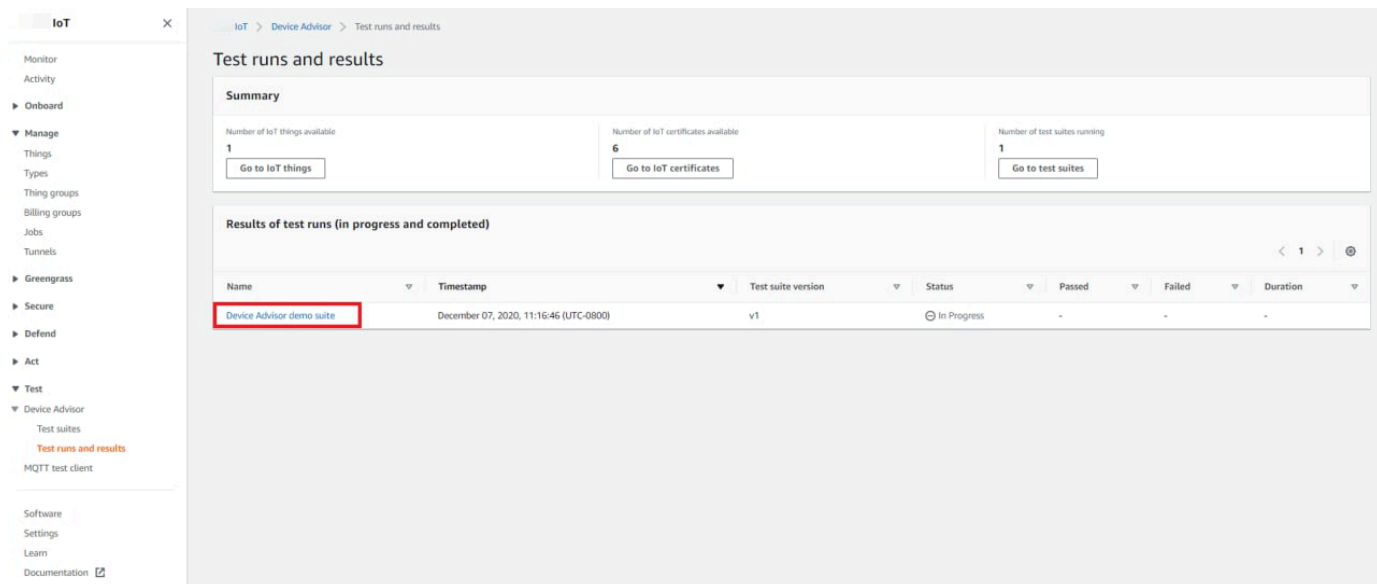 IoT
Monitor
Activity
Onboard
Manage
Things
Types
Thing groups
Billing groups
Jobs
Tunnels
Greengrass
Secure
Defend
Act
Test
Device Advisor
Test suites
Test runs and results
MQTT test client
Software
Settings
Learn
Documentation
IoT > Device Advisor > Test runs and results
Test runs and results
Summary
Number of IoT things available
1
Go to IoT things
Number of IoT certificates available
6
Go to IoT certificates
Number of test suites running
1
Go to test suites
Results of test runs (in progress and completed)
< 1 >
Name Timestamp Test suite version Status Passed Failed Duration
Device Advisor demo suite December 07, 2020, 11:16:46 (UTC-0800) v1 In Progress - - -